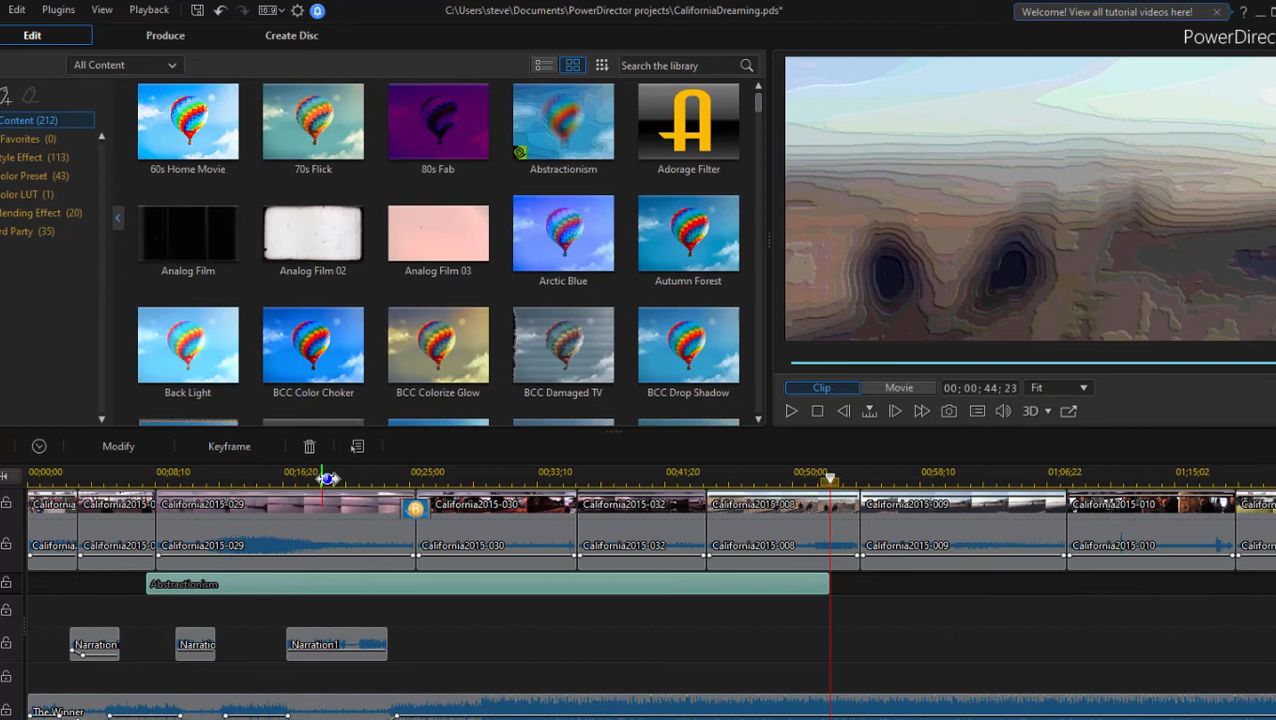 Edit Plugins View Playback C:\Users\steve\Documents\PowerDirector projects\CaliforniaDreaming.pds* Welcome! View all tutorial videos here! ?
Edit Produce Create Disc PowerDirec
All Content Search the library
Content (212)
Favorites (0)
tyle Effect (113)
olor Preset (43)
olor LUT (1)
lending Effect (20)
rd Party (35)
60s Home Movie 70s Flick 80s Fab Abstractionism Adorage Filter
Analog Film Analog Film 02 Analog Film 03 Arctic Blue Autumn Forest
Back Light BCC Color Choker BCC Colorize Glow BCC Damaged TV BCC Drop Shadow
Clip Movie 00; 00; 44; 23 Fit
3D
Modify Keyframe
00;00;00 00;08;10 00;16;20 00;25;00 00;33;10 00;41;20 00;50;00 00;58;10 01;06;22 01;15;02
California California2015-0 California2015-029 California2015-030 California2015-032 California2015-008 California2015-009 California2015-010 California
California California2015-0 California2015-029 California2015-030 California2015-032 California2015-008 California2015-009 California2015-010 California
Abstractionism
Narration Narratio Narration1
The Winner